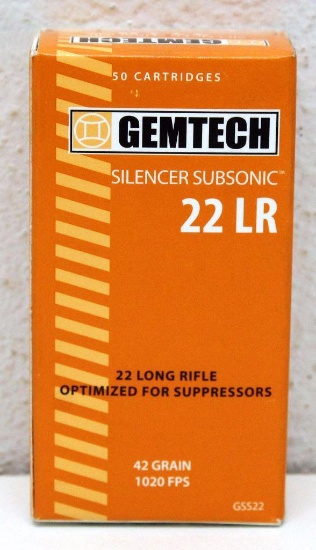 50 CARTRIDGES
GEMTECH
SILENCER SUBSONIC™
22 LR
22 LONG RIFLE
OPTIMIZED FOR SUPPRESSORS
42 GRAIN
1020 FPS
GSS22